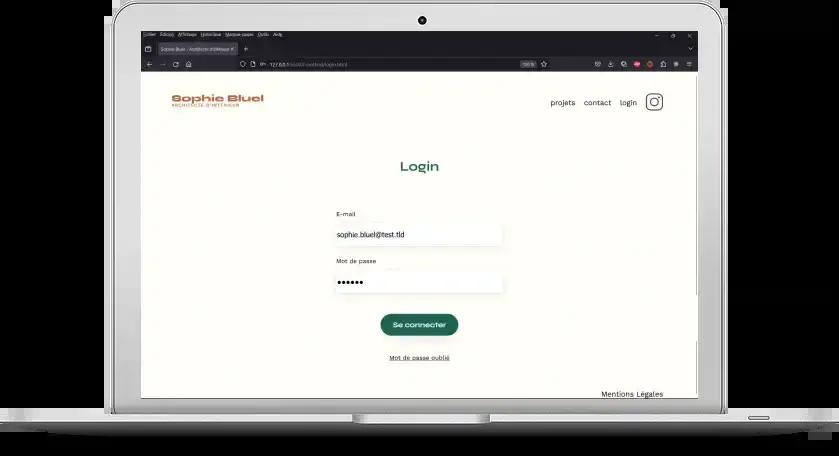 Fichier Édition Affichage Historique Marque-pages Outils Aide
Sophie Bluel - Architecte d'intérieur
127.0.0.1
100 %
Sophie Bluel
ARCHITECTE D'INTÉRIEUR
projets contact login
Login
E-mail
sophie.bluel@test.tld
Mot de passe
Se connecter
Mot de passe oublié
Mentions Légales